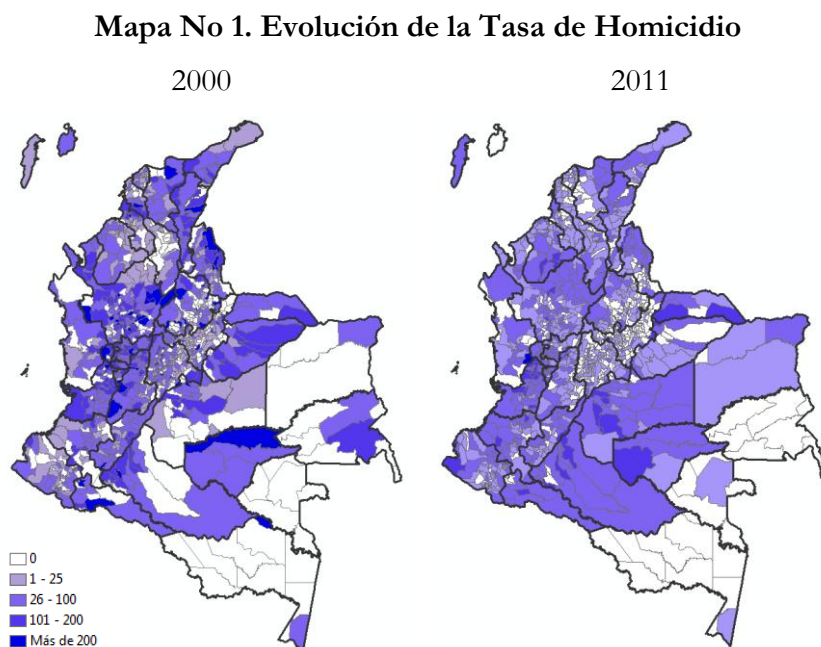 Mapa No 1. Evolución de la Tasa de Homicidio
2000
2011
0
1 - 25
26 - 100
101 - 200
Más de 200